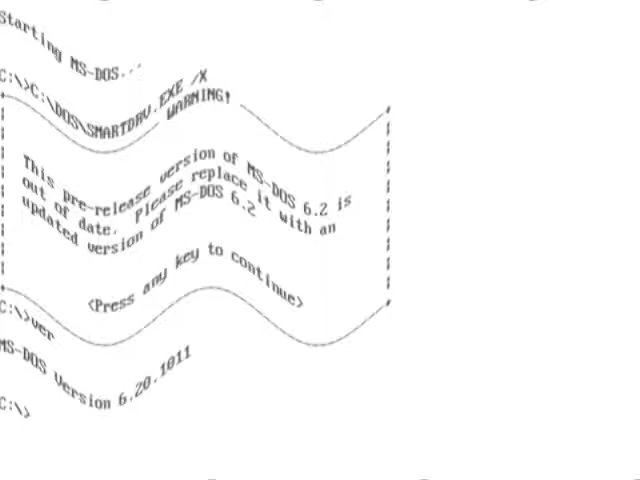 Starting MS-DOS...
C:\>C:\DOS\SMARTDRV.EXE /X
WARNING!
This pre-release version of MS-DOS 6.2 is
out of date. Please replace it with an
updated version of MS-DOS 6.2
<Press any key to continue>
C:\>ver
MS-DOS Version 6.20.1011
C:\>